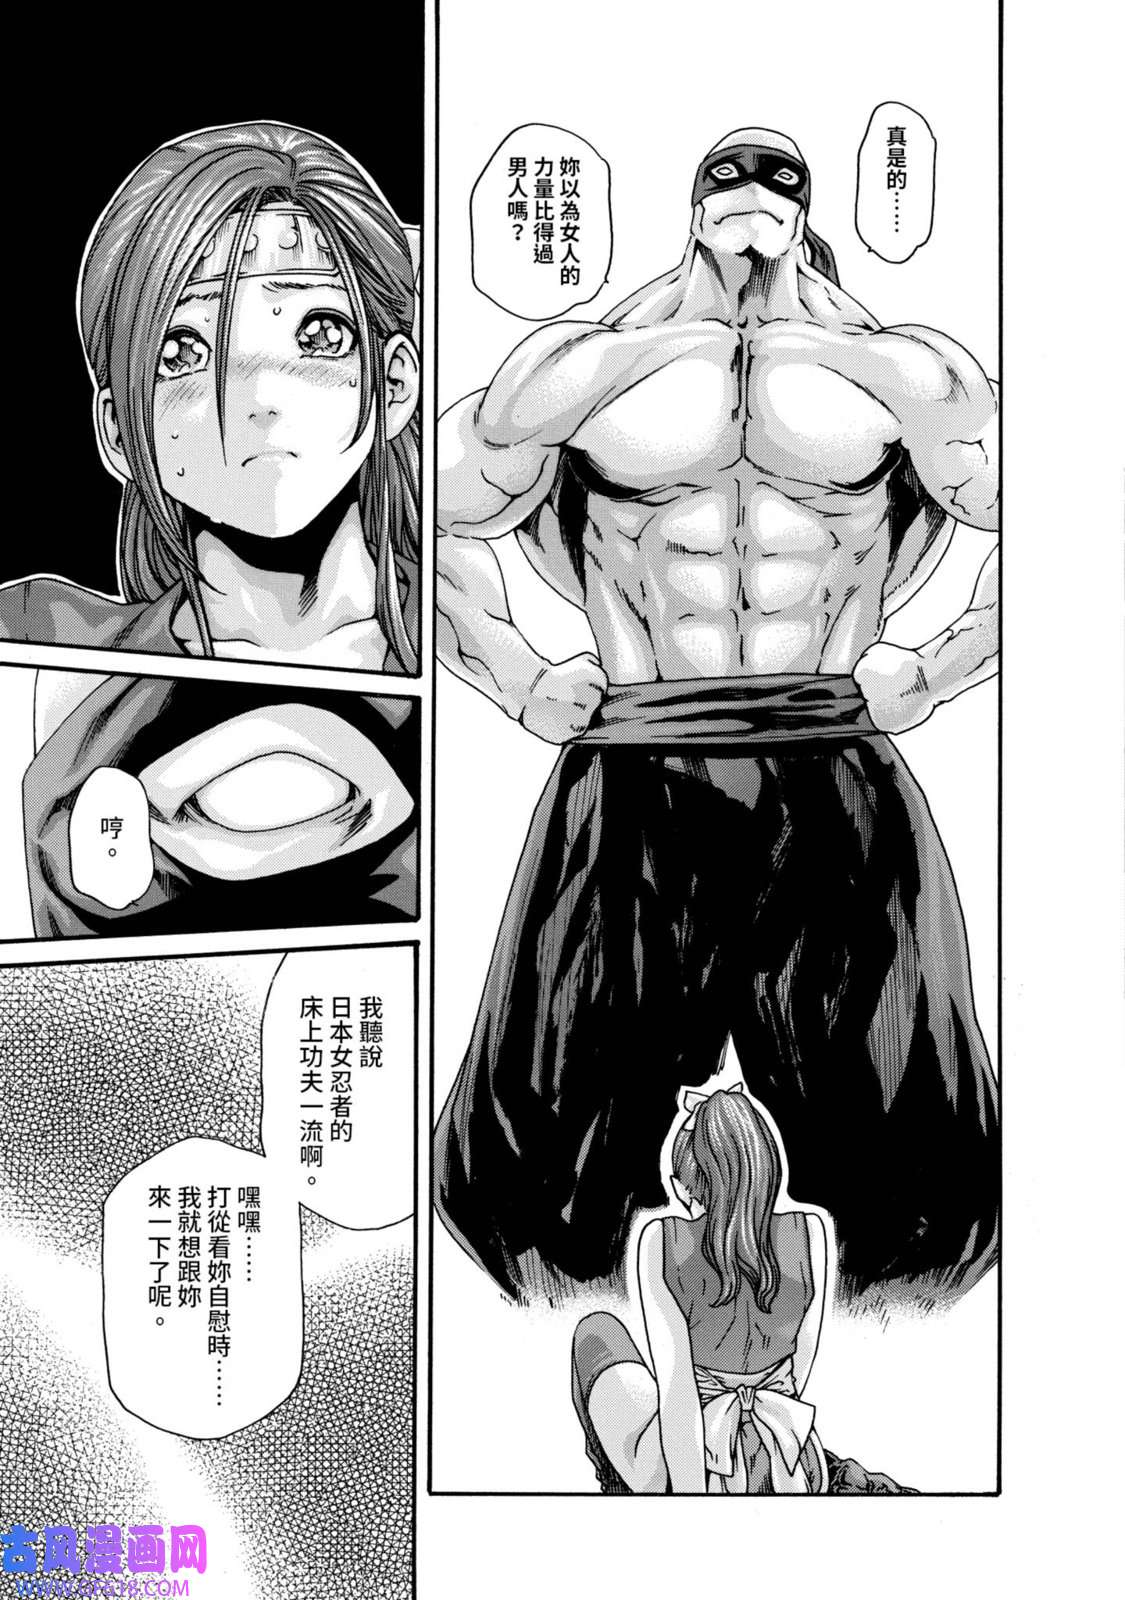 真是的……
妳以為女人的
力量比得過
男人嗎？
哼。
我聽說
日本女忍者的
床上功夫一流啊。
嘿嘿……
打從看妳自慰時……
我就想跟妳
來一下了呢。
古风漫画网
WWW.GFG18.COM